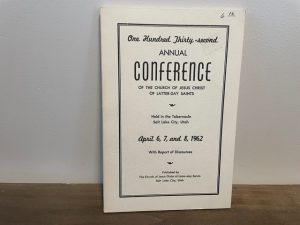 One Hundred Thirty-second
ANNUAL
CONFERENCE
OF THE CHURCH OF JESUS CHRIST
OF LATTER-DAY SAINTS
Held in the Tabernacle
Salt Lake City, Utah
April 6, 7, and 8, 1962
With Report of Discourses
Published by
The Church of Jesus Christ of Latter-day Saints
Salt Lake City, Utah